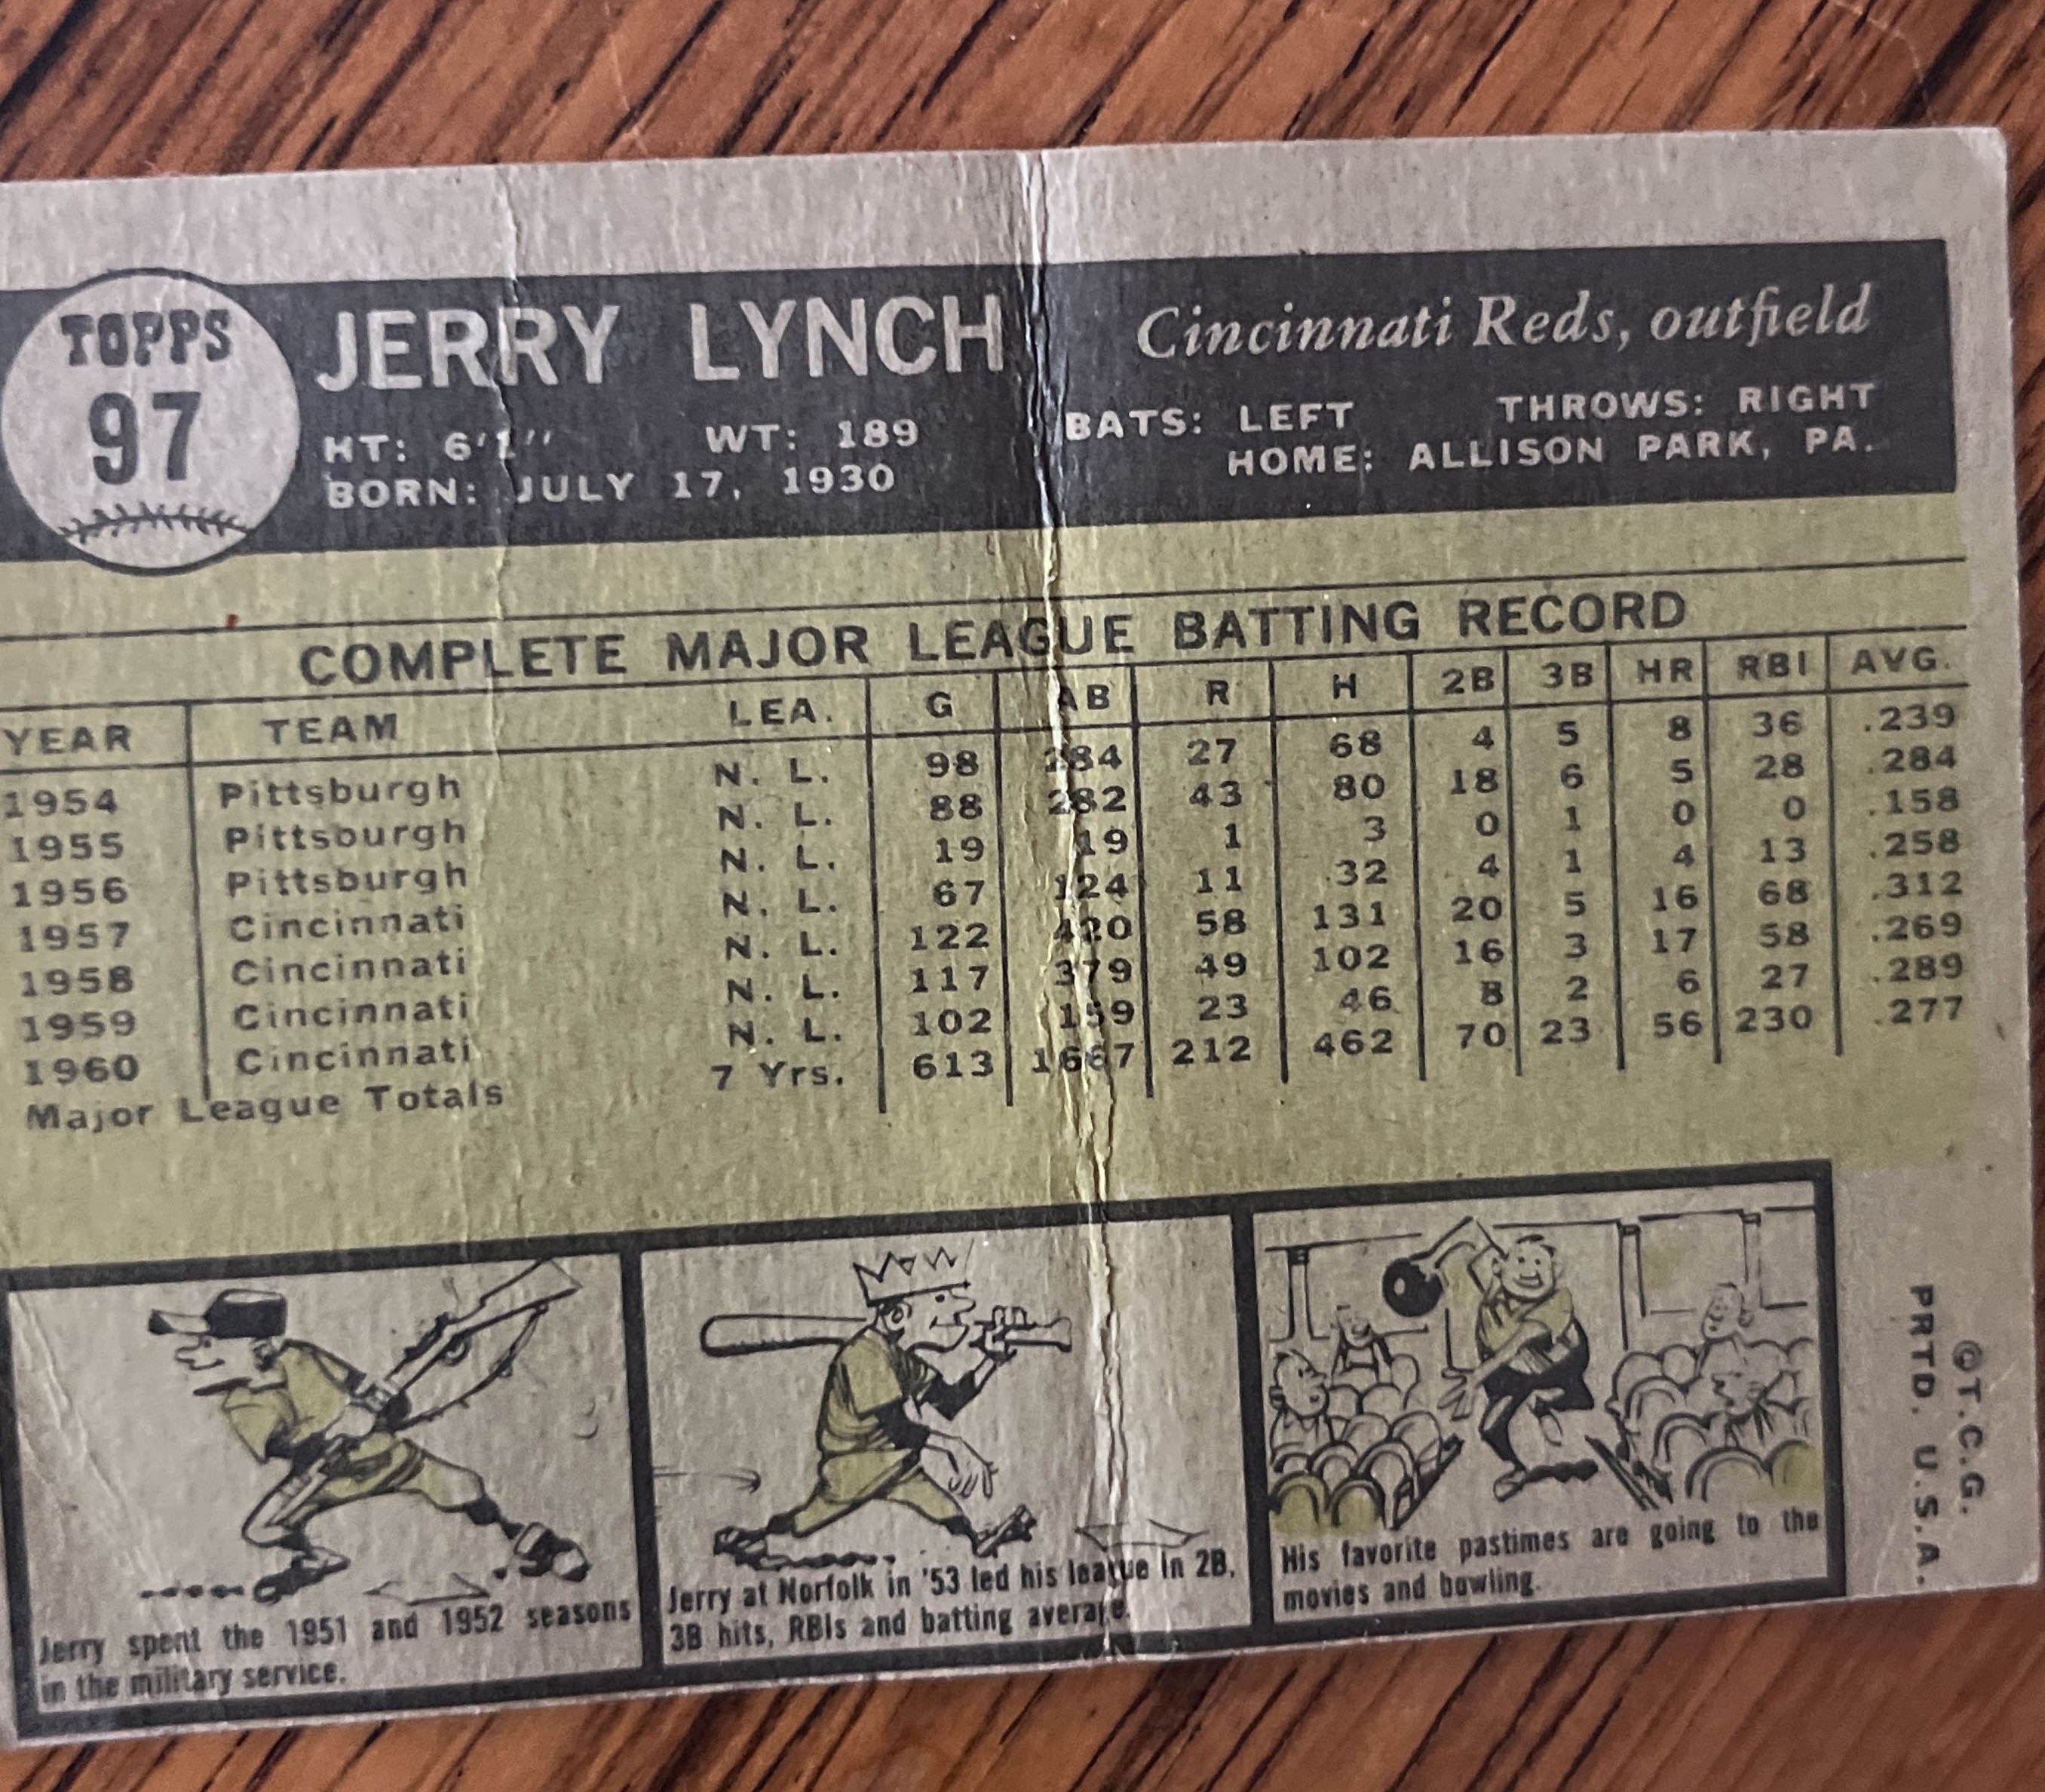 TOPPS
97
JERRY LYNCH
Cincinnati Reds, outfield
HT: 6'1" WT: 189 BATS: LEFT THROWS: RIGHT
BORN: JULY 17, 1930 HOME: ALLISON PARK, PA.
COMPLETE MAJOR LEAGUE BATTING RECORD
YEAR TEAM LEA. G AB R H 2B 3B HR RBI AVG.
1954 Pittsburgh N. L. 98 284 27 68 4 5 8 36 .239
1955 Pittsburgh N. L. 88 282 43 80 18 6 5 28 .284
1956 Pittsburgh N. L. 19 19 1 3 0 1 0 0 .158
1957 Cincinnati N. L. 67 124 11 32 4 1 4 13 .258
1958 Cincinnati N. L. 122 420 58 131 20 5 16 68 .312
1959 Cincinnati N. L. 117 379 49 102 16 3 17 58 .269
1960 Cincinnati N. L. 102 159 23 46 8 2 6 27 .289
Major League Totals 7 Yrs. 613 1667 212 462 70 23 56 230 .277
Jerry spent the 1951 and 1952 seasons
in the military service.
Jerry at Norfolk in '53 led his league in 2B,
3B hits, RBIs and batting average.
His favorite pastimes are going to the
movies and bowling.
©T.C.G.
PRTD. U.S.A.